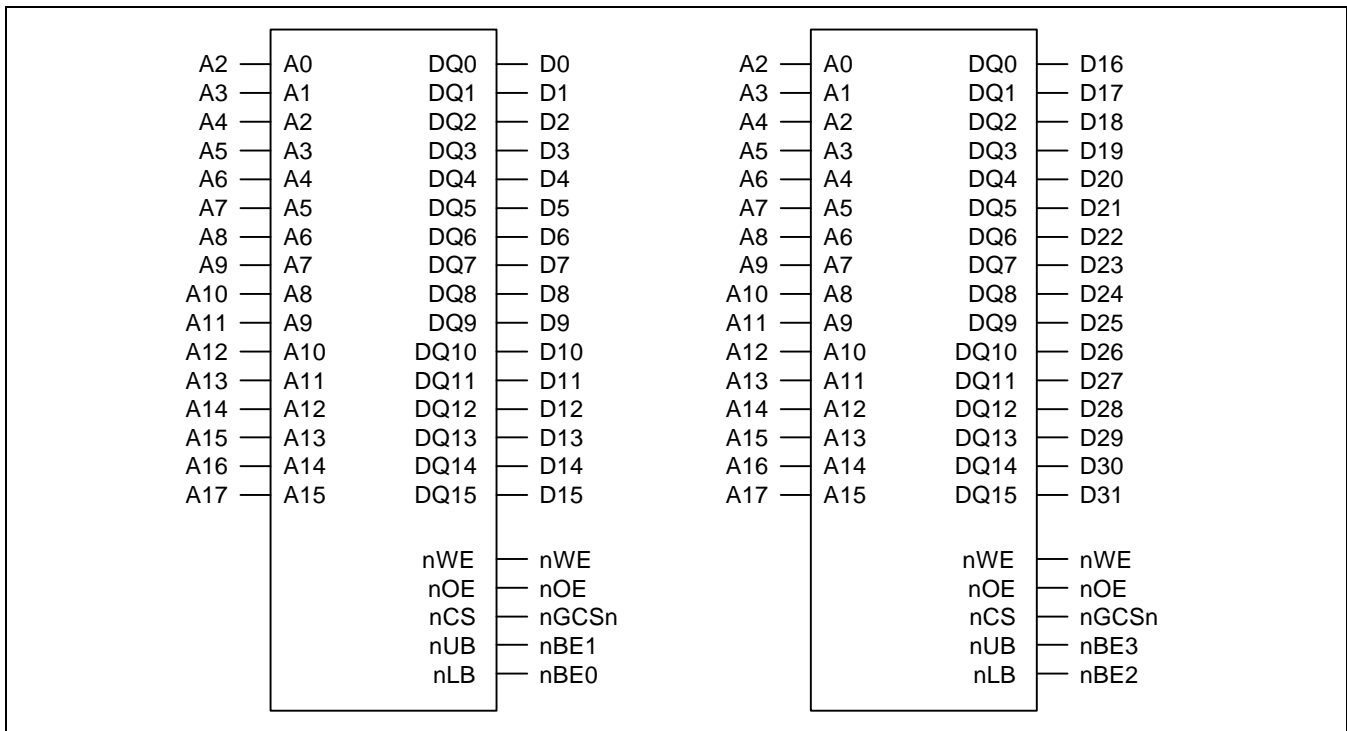 A2 A0 DQ0 D0 A2 A0 DQ0 D16
A3 A1 DQ1 D1 A3 A1 DQ1 D17
A4 A2 DQ2 D2 A4 A2 DQ2 D18
A5 A3 DQ3 D3 A5 A3 DQ3 D19
A6 A4 DQ4 D4 A6 A4 DQ4 D20
A7 A5 DQ5 D5 A7 A5 DQ5 D21
A8 A6 DQ6 D6 A8 A6 DQ6 D22
A9 A7 DQ7 D7 A9 A7 DQ7 D23
A10 A8 DQ8 D8 A10 A8 DQ8 D24
A11 A9 DQ9 D9 A11 A9 DQ9 D25
A12 A10 DQ10 D10 A12 A10 DQ10 D26
A13 A11 DQ11 D11 A13 A11 DQ11 D27
A14 A12 DQ12 D12 A14 A12 DQ12 D28
A15 A13 DQ13 D13 A15 A13 DQ13 D29
A16 A14 DQ14 D14 A16 A14 DQ14 D30
A17 A15 DQ15 D15 A17 A15 DQ15 D31
nWE nWE nWE nWE
nOE nOE nOE nOE
nCS nGCSn nCS nGCSn
nUB nBE1 nUB nBE3
nLB nBE0 nLB nBE2